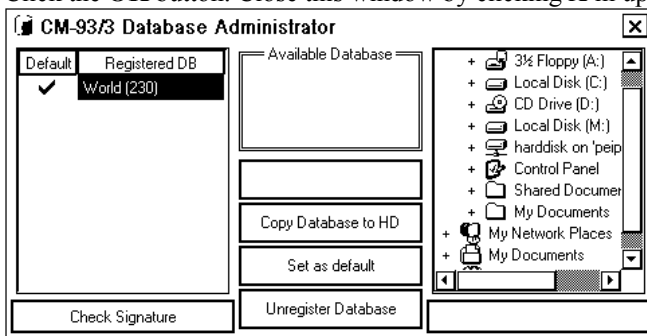 Click the OK button. Close this window by clicking X in up
CM-93/3 Database Administrator
Default Registered DB
World (230)
Check Signature
Available Database
Copy Database to HD
Set as default
Unregister Database
3½ Floppy (A:)
Local Disk (C:)
CD Drive (D:)
Local Disk (M:)
harddisk on 'peip
Control Panel
Shared Documer
My Documents
My Network Places
My Documents